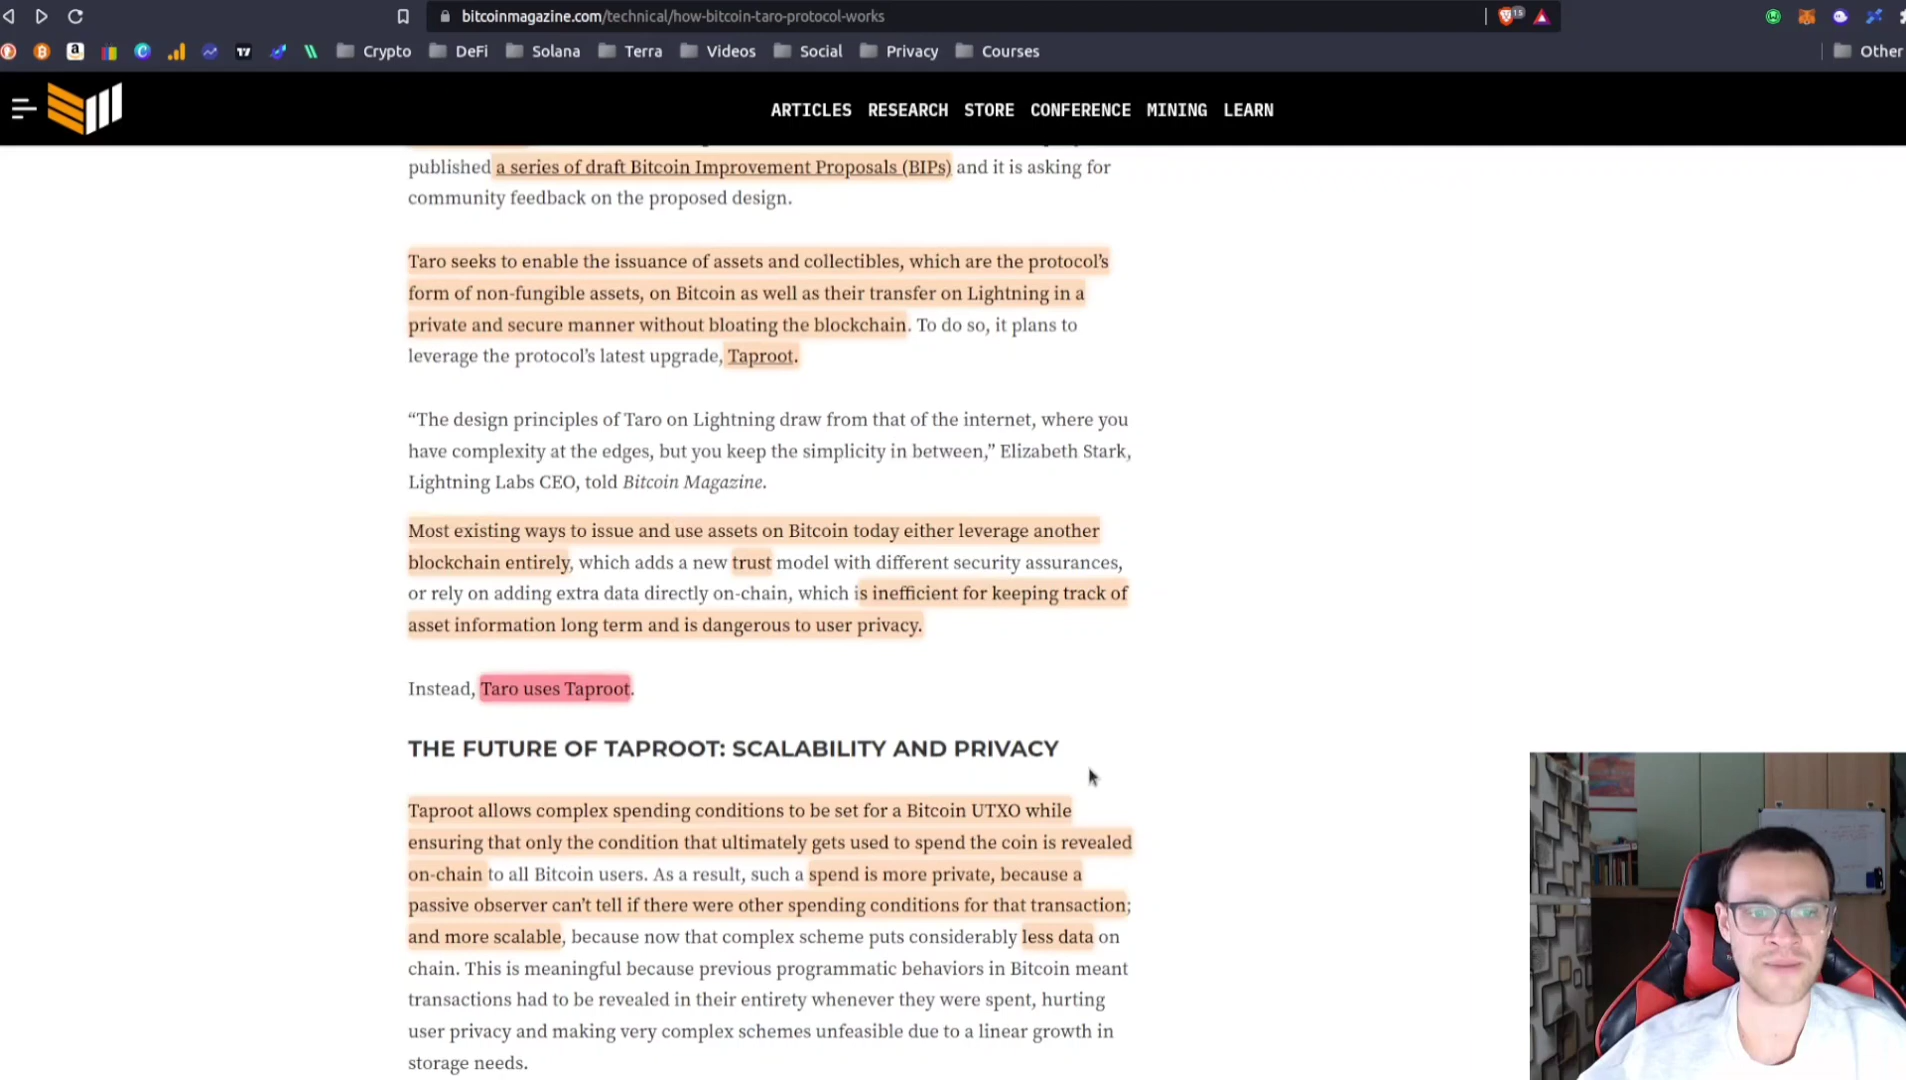 bitcoinmagazine.com/technical/how-bitcoin-taro-protocol-works
15
Crypto DeFi Solana Terra Videos Social Privacy Courses Other
ARTICLES RESEARCH STORE CONFERENCE MINING LEARN
published a series of draft Bitcoin Improvement Proposals (BIPs) and it is asking for
community feedback on the proposed design.
Taro seeks to enable the issuance of assets and collectibles, which are the protocol’s
form of non-fungible assets, on Bitcoin as well as their transfer on Lightning in a
private and secure manner without bloating the blockchain. To do so, it plans to
leverage the protocol’s latest upgrade, Taproot.
“The design principles of Taro on Lightning draw from that of the internet, where you
have complexity at the edges, but you keep the simplicity in between,” Elizabeth Stark,
Lightning Labs CEO, told Bitcoin Magazine.
Most existing ways to issue and use assets on Bitcoin today either leverage another
blockchain entirely, which adds a new trust model with different security assurances,
or rely on adding extra data directly on-chain, which is inefficient for keeping track of
asset information long term and is dangerous to user privacy.
Instead, Taro uses Taproot.
THE FUTURE OF TAPROOT: SCALABILITY AND PRIVACY
Taproot allows complex spending conditions to be set for a Bitcoin UTXO while
ensuring that only the condition that ultimately gets used to spend the coin is revealed
on-chain to all Bitcoin users. As a result, such a spend is more private, because a
passive observer can’t tell if there were other spending conditions for that transaction;
and more scalable, because now that complex scheme puts considerably less data on
chain. This is meaningful because previous programmatic behaviors in Bitcoin meant
transactions had to be revealed in their entirety whenever they were spent, hurting
user privacy and making very complex schemes unfeasible due to a linear growth in
storage needs.